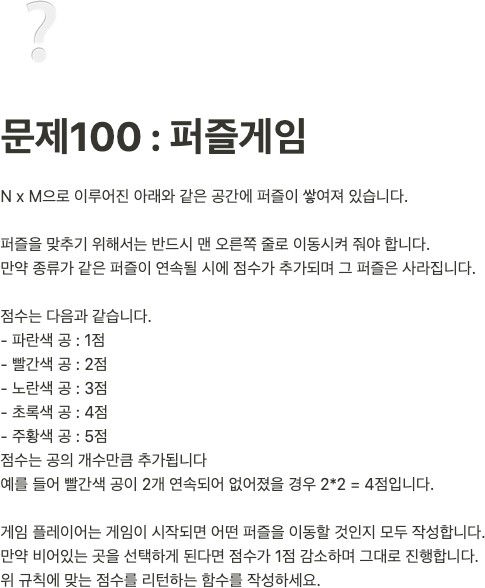 ?
문제100 : 퍼즐게임
N x M으로 이루어진 아래와 같은 공간에 퍼즐이 쌓여져 있습니다.
퍼즐을 맞추기 위해서는 반드시 맨 오른쪽 줄로 이동시켜 줘야 합니다.
만약 종류가 같은 퍼즐이 연속될 시에 점수가 추가되며 그 퍼즐은 사라집니다.
점수는 다음과 같습니다.
- 파란색 공 : 1점
- 빨간색 공 : 2점
- 노란색 공 : 3점
- 초록색 공 : 4점
- 주황색 공 : 5점
점수는 공의 개수만큼 추가됩니다
예를 들어 빨간색 공이 2개 연속되어 없어졌을 경우 2*2 = 4점입니다.
게임 플레이어는 게임이 시작되면 어떤 퍼즐을 이동할 것인지 모두 작성합니다.
만약 비어있는 곳을 선택하게 된다면 점수가 1점 감소하며 그대로 진행합니다.
위 규칙에 맞는 점수를 리턴하는 함수를 작성하세요.